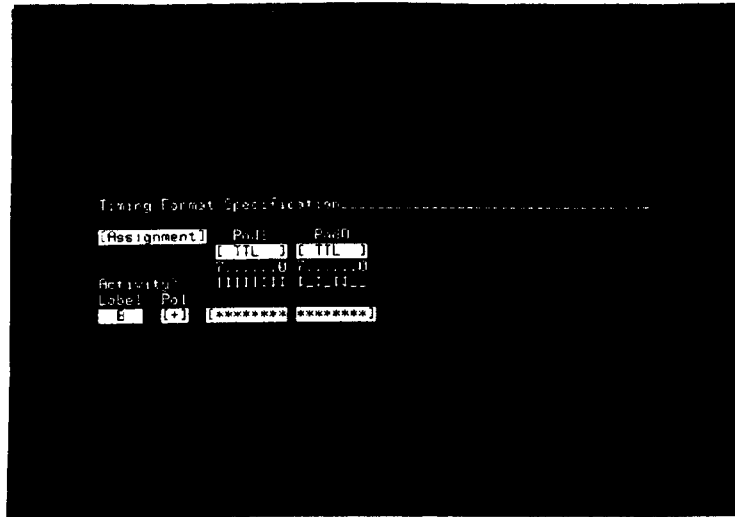 Timing Format Specification
[Assignment] Pod1 Pod0
[ TTL ] [ TTL ]
7......0 7......0
Activity>
Label Pol
[+] [******** ********]